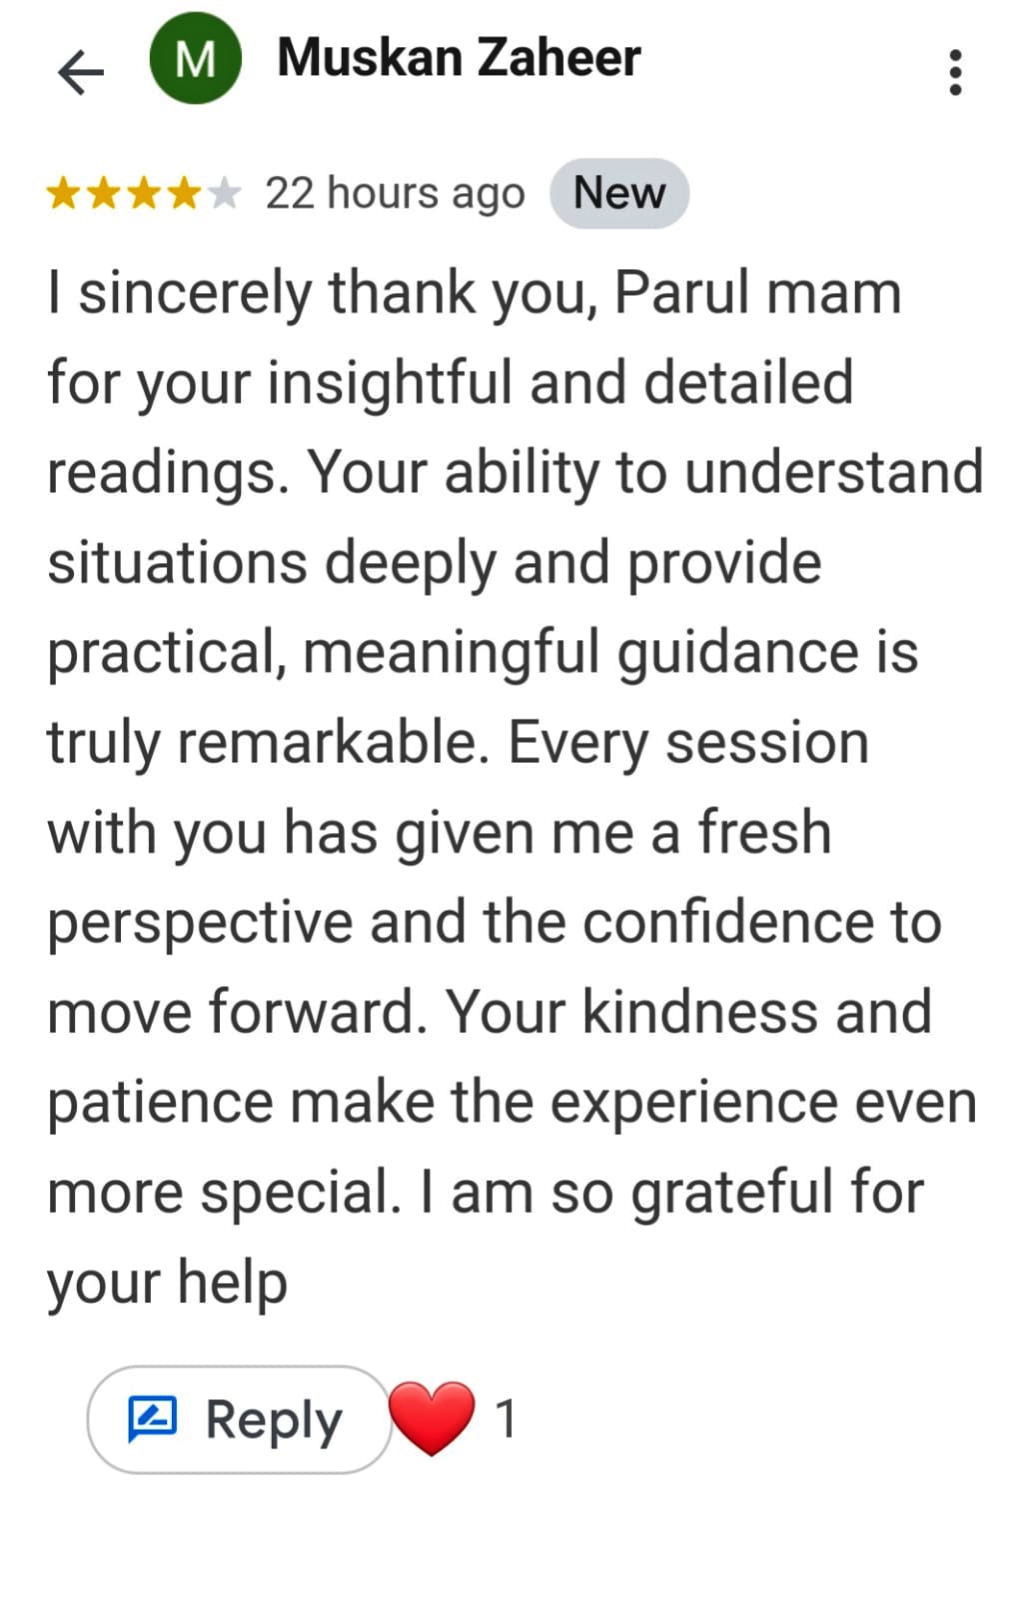 M
Muskan Zaheer
22 hours ago New
I sincerely thank you, Parul mam
for your insightful and detailed
readings. Your ability to understand
situations deeply and provide
practical, meaningful guidance is
truly remarkable. Every session
with you has given me a fresh
perspective and the confidence to
move forward. Your kindness and
patience make the experience even
more special. I am so grateful for
your help
Reply 1